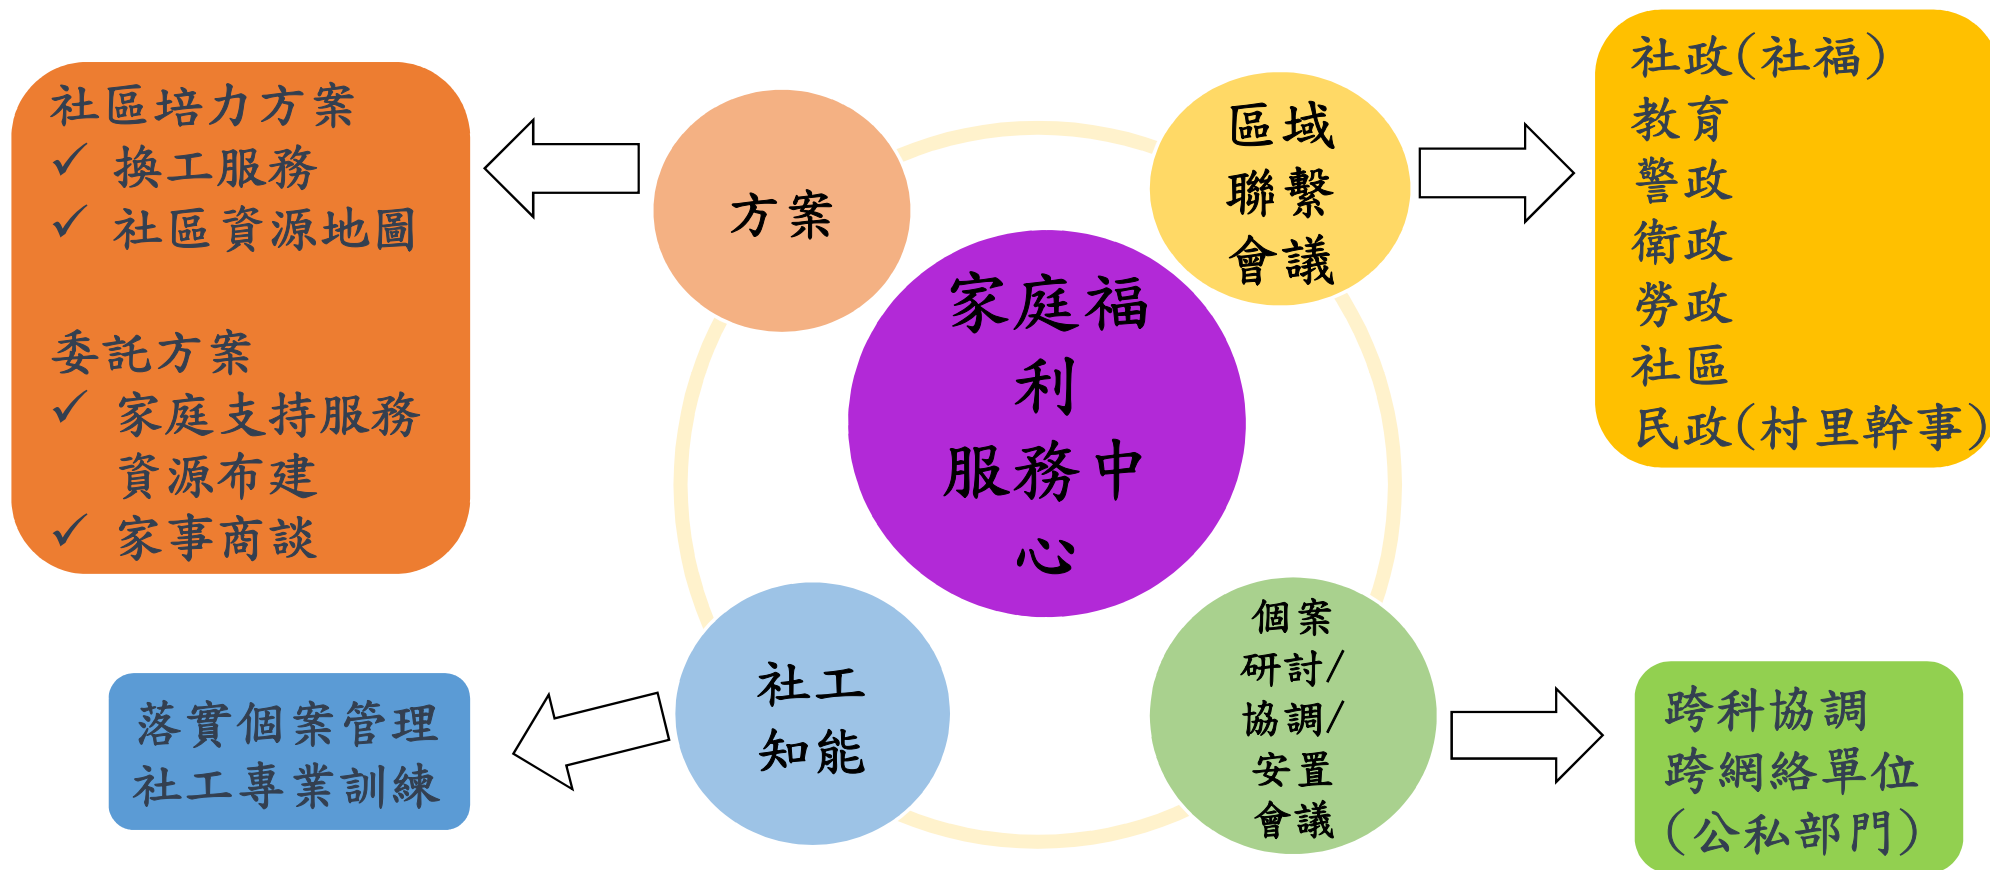 社區培力方案
✓ 換工服務
✓ 社區資源地圖
委託方案
✓ 家庭支持服務
資源布建
✓ 家事商談
方案
區域
聯繫
會議
社政(社福)
教育
警政
衛政
勞政
社區
民政(村里幹事)
家庭福
利
服務中
心
社工
知能
落實個案管理
社工專業訓練
個案
研討/
協調/
安置
會議
跨科協調
跨網絡單位
(公私部門)